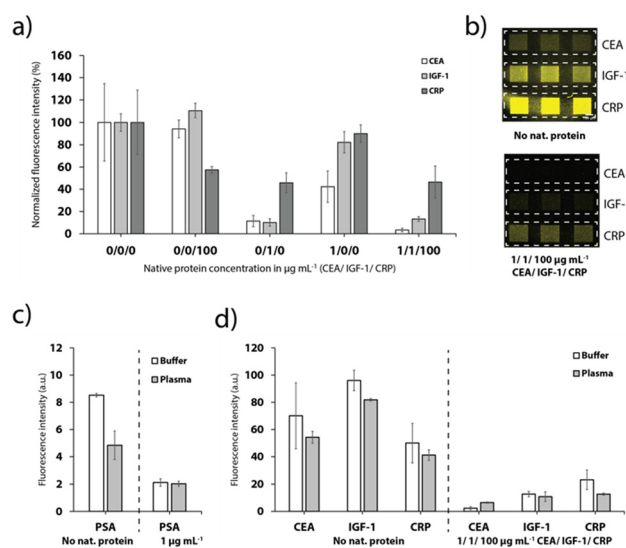 a)
Normalized fluorescence intensity (%)
160
140
120
100
80
60
40
20
0
CEA
IGF-1
CRP
0/0/0
0/0/100
0/1/0
1/0/0
1/1/100
Native protein concentration in µg mL⁻¹ (CEA/ IGF-1/ CRP)
b)
CEA
IGF-1
CRP
No nat. protein
CEA
IGF-1
CRP
1/ 1/ 100 µg mL⁻¹
CEA/ IGF-1/ CRP
c)
Fluorescence intensity (a.u.)
10
8
6
4
2
0
Buffer
Plasma
PSA
PSA
No nat. protein
1 µg mL⁻¹
d)
Fluorescence intensity (a.u.)
120
100
80
60
40
20
0
Buffer
Plasma
CEA
IGF-1
CRP
CEA
IGF-1
CRP
No nat. protein
1/ 1/ 100 µg mL⁻¹ CEA/ IGF-1/ CRP